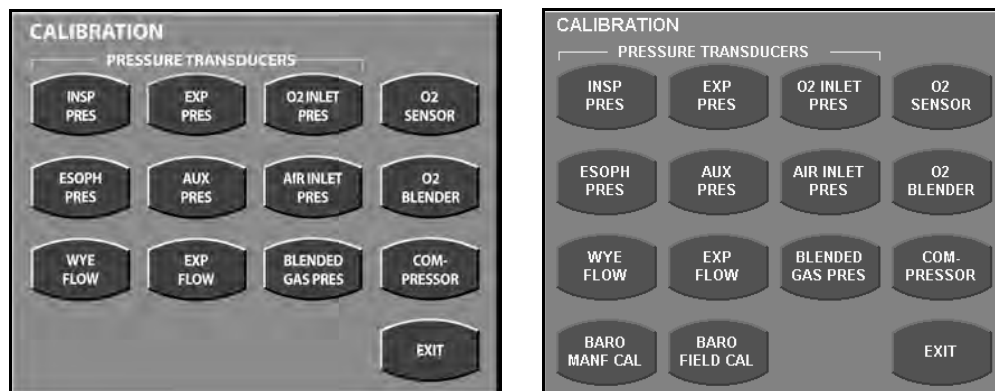 CALIBRATION
PRESSURE TRANSDUCERS
INSP
PRES
EXP
PRES
O2 INLET
PRES
O2
SENSOR
ESOPH
PRES
AUX
PRES
AIR INLET
PRES
O2
BLENDER
WYE
FLOW
EXP
FLOW
BLENDED
GAS PRES
COM-
PRESSOR
EXIT
CALIBRATION
PRESSURE TRANSDUCERS
INSP
PRES
EXP
PRES
O2 INLET
PRES
O2
SENSOR
ESOPH
PRES
AUX
PRES
AIR INLET
PRES
O2
BLENDER
WYE
FLOW
EXP
FLOW
BLENDED
GAS PRES
COM-
PRESSOR
BARO
MANF CAL
BARO
FIELD CAL
EXIT